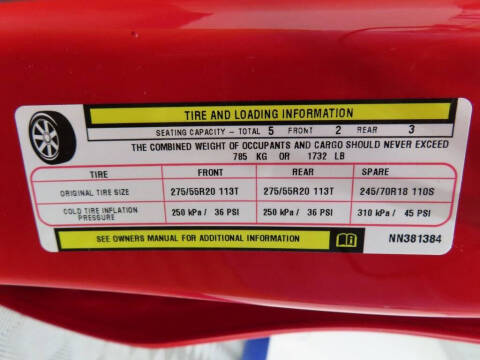 TIRE AND LOADING INFORMATION
SEATING CAPACITY - TOTAL 5 FRONT 2 REAR 3
THE COMBINED WEIGHT OF OCCUPANTS AND CARGO SHOULD NEVER EXCEED
785 KG OR 1732 LB
TIRE FRONT REAR SPARE
ORIGINAL TIRE SIZE 275/55R20 113T 275/55R20 113T 245/70R18 110S
COLD TIRE INFLATION
PRESSURE 250 kPa / 36 PSI 250 kPa / 36 PSI 310 kPa / 45 PSI
SEE OWNERS MANUAL FOR ADDITIONAL INFORMATION NN381384